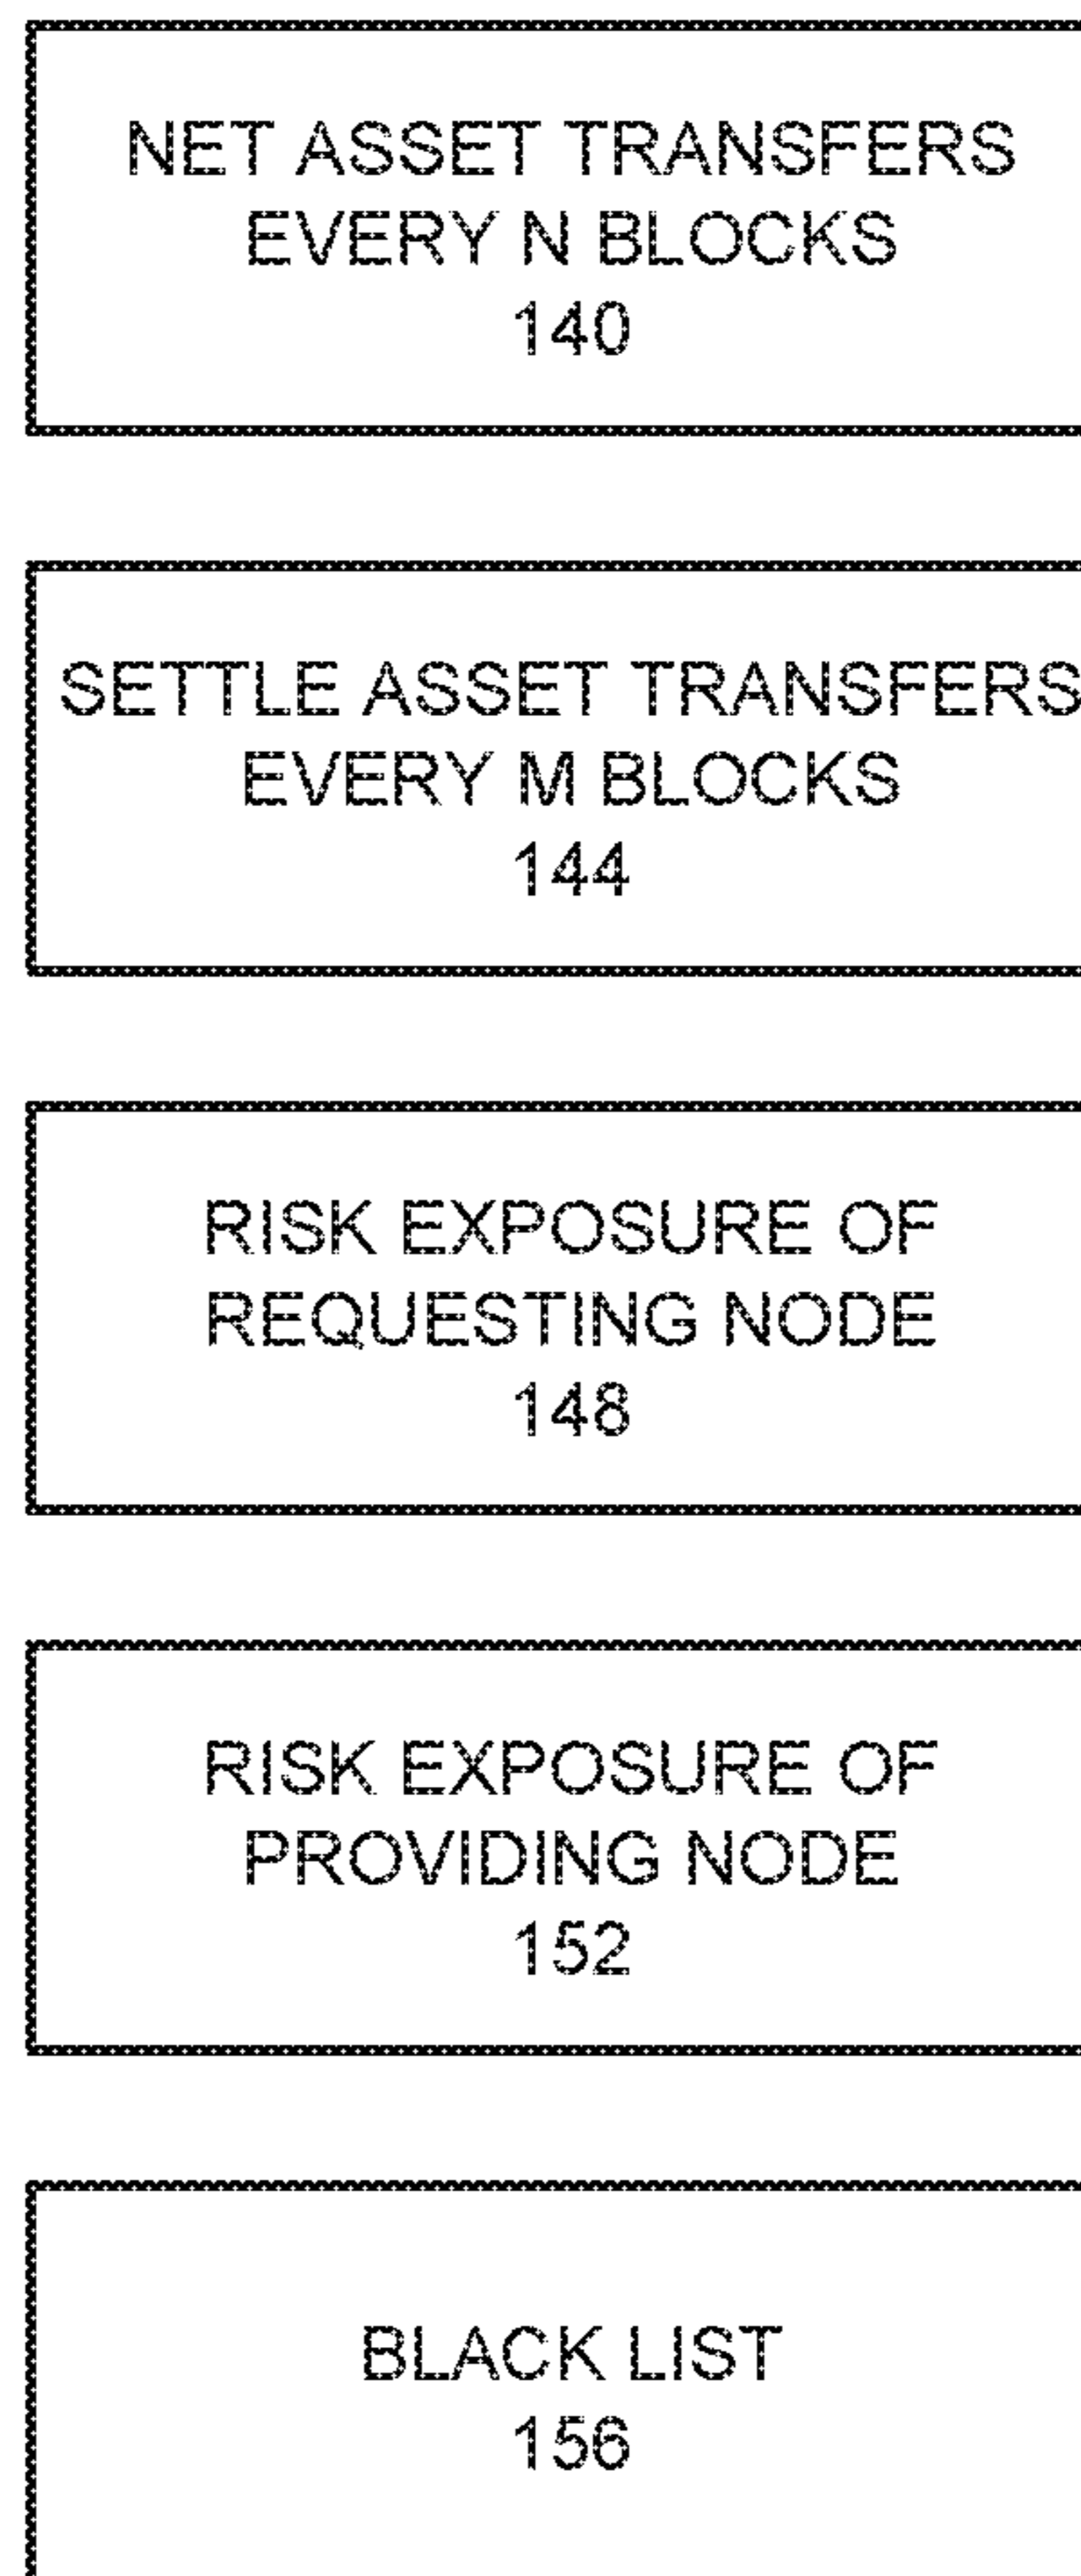 NET ASSET TRANSFERS
EVERY N BLOCKS
140
SETTLE ASSET TRANSFERS
EVERY M BLOCKS
144
RISK EXPOSURE OF
REQUESTING NODE
148
RISK EXPOSURE OF
PROVIDING NODE
152
BLACK LIST
156